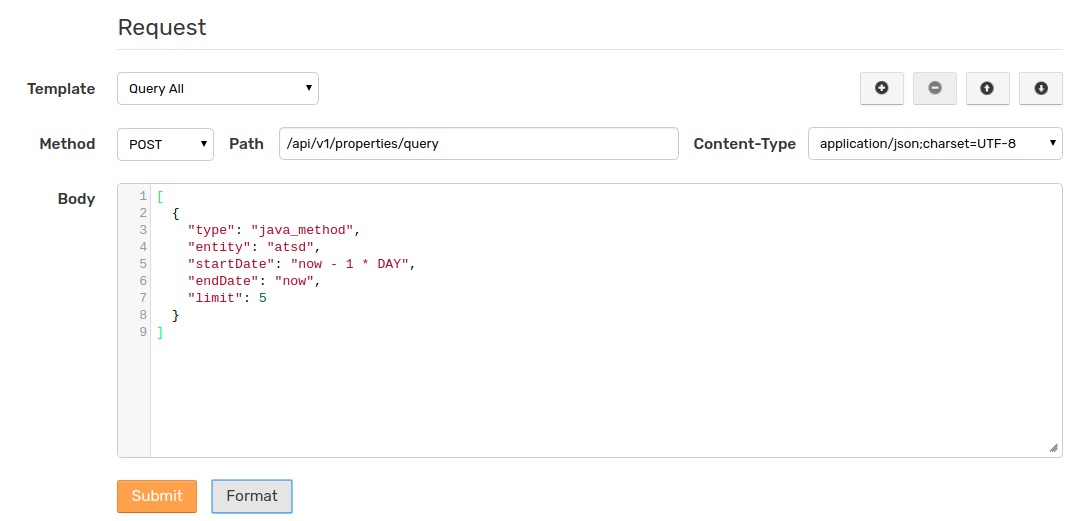 Request
Template Query All
Method POST Path /api/v1/properties/query Content-Type application/json;charset=UTF-8
Body
1 [
2   {
3     "type": "java_method",
4     "entity": "atsd",
5     "startDate": "now - 1 * DAY",
6     "endDate": "now",
7     "limit": 5
8   }
9 ]
Submit Format